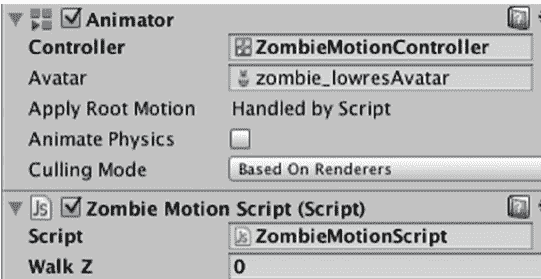 Animator
Controller ZombieMotionController
Avatar zombie_lowresAvatar
Apply Root Motion Handled by Script
Animate Physics
Culling Mode Based On Renderers
Js Zombie Motion Script (Script)
Script ZombieMotionScript
Walk Z 0